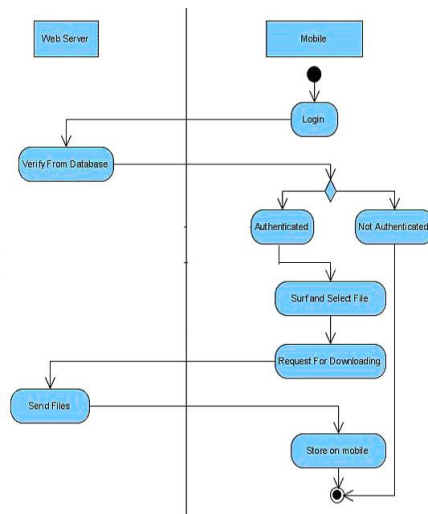 Web Server
Mobile
Login
Verify From Database
Authenticated
Not Authenticated
Surf and Select File
Request For Downloading
Send Files
Store on mobile